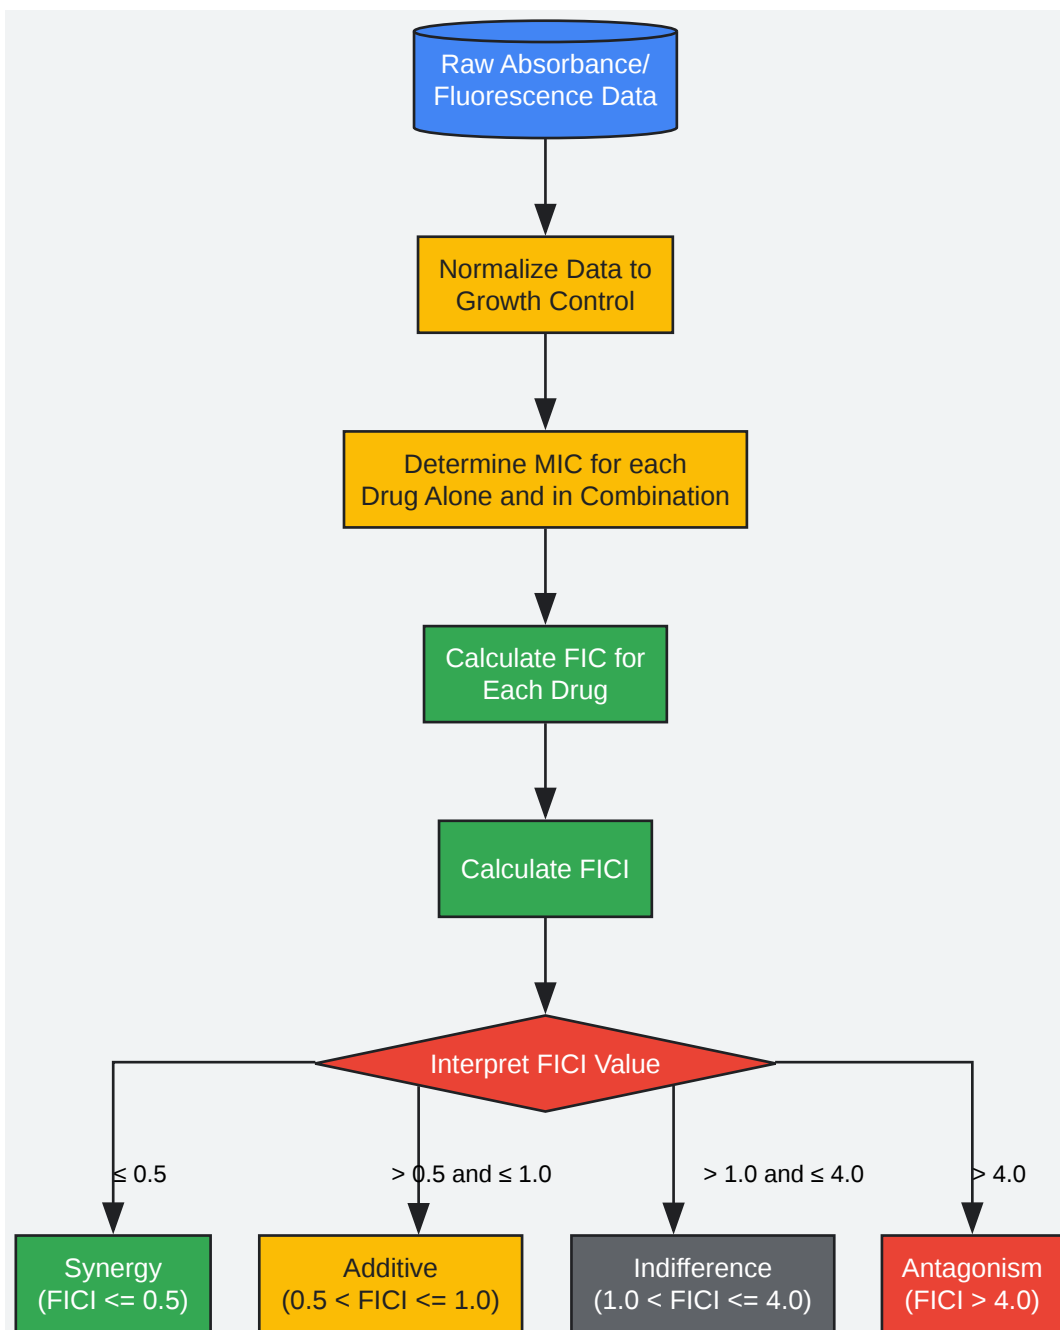 Raw Absorbance/
Fluorescence Data
Normalize Data to
Growth Control
Determine MIC for each
Drug Alone and in Combination
Calculate FIC for
Each Drug
Calculate FICI
Interpret FICI Value
≤ 0.5
> 0.5 and ≤ 1.0
> 1.0 and ≤ 4.0
> 4.0
Synergy
(FICI <= 0.5)
Additive
(0.5 < FICI <= 1.0)
Indifference
(1.0 < FICI <= 4.0)
Antagonism
(FICI > 4.0)